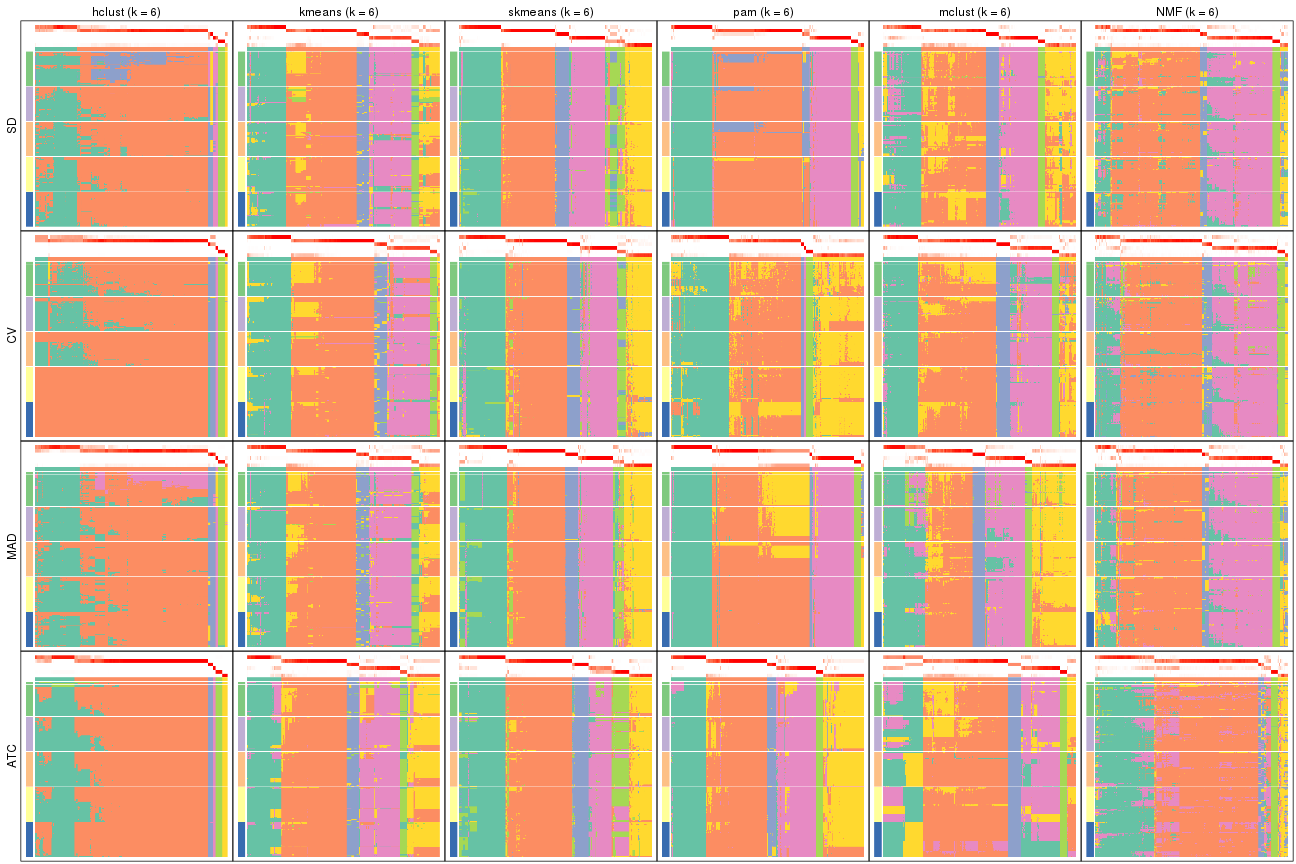 hclust (k = 6) kmeans (k = 6) skmeans (k = 6) pam (k = 6) mclust (k = 6) NMF (k = 6)
SD
CV
MAD
ATC